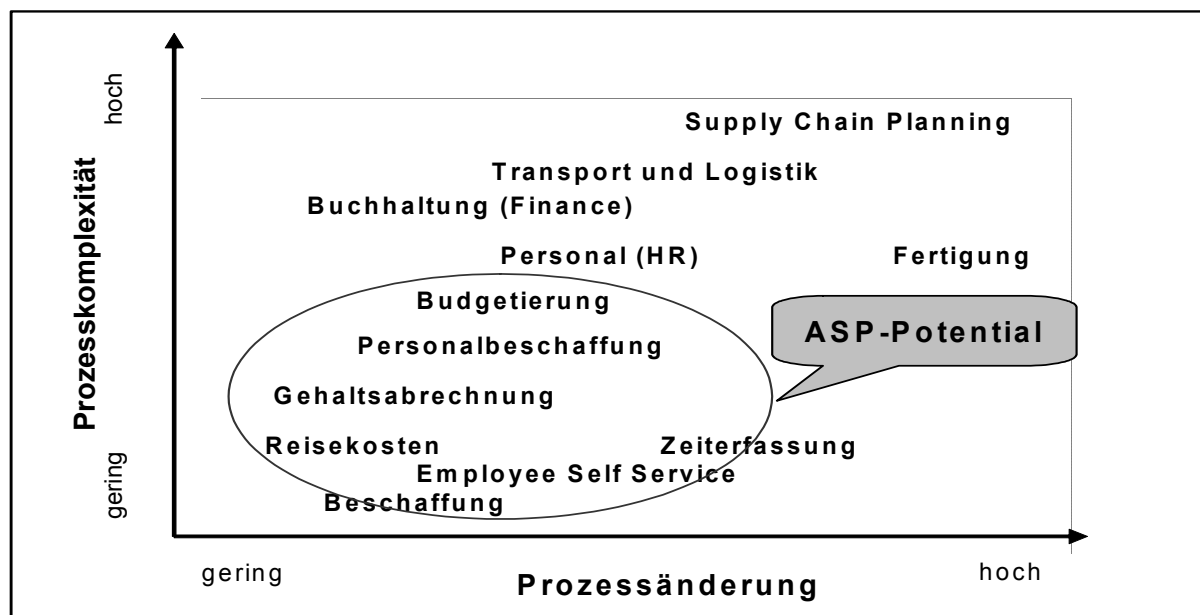 hoch
Prozesskomplexität
gering
Supply Chain Planning
Transport und Logistik
Buchhaltung (Finance)
Personal (HR)
Fertigung
Budgetierung
ASP-Potential
Personalbeschaffung
Gehaltsabrechnung
Reisekosten
Zeiterfassung
Employee Self Service
Beschaffung
gering
Prozessänderung
hoch